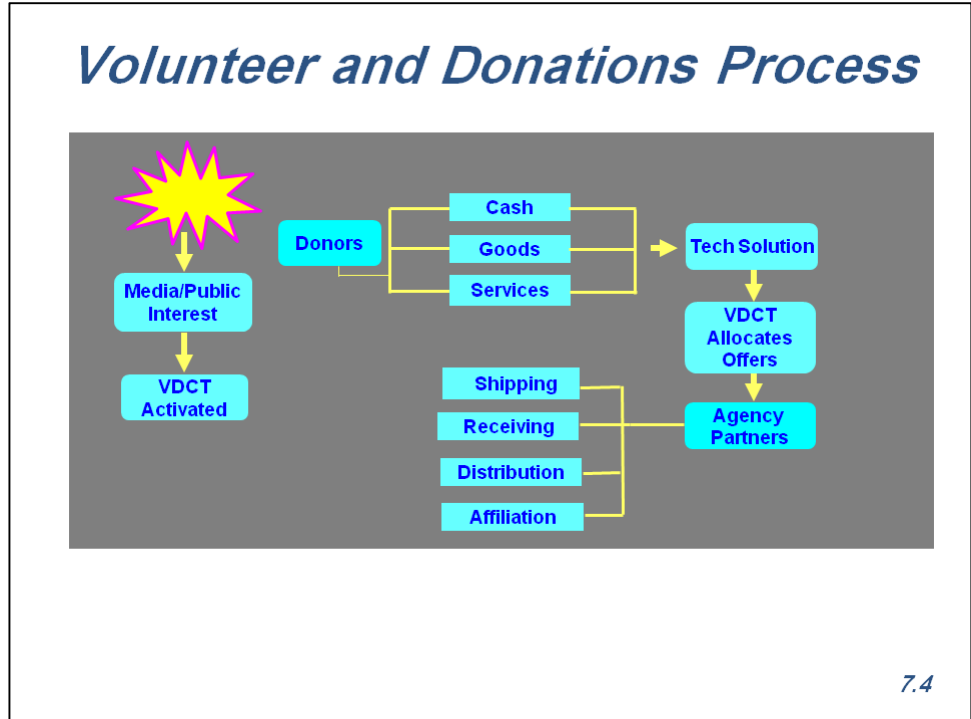 Volunteer and Donations Process
Media/Public
Interest
VDCT
Activated
Donors
Cash
Goods
Services
Tech Solution
VDCT
Allocates
Offers
Agency
Partners
Shipping
Receiving
Distribution
Affiliation
7.4